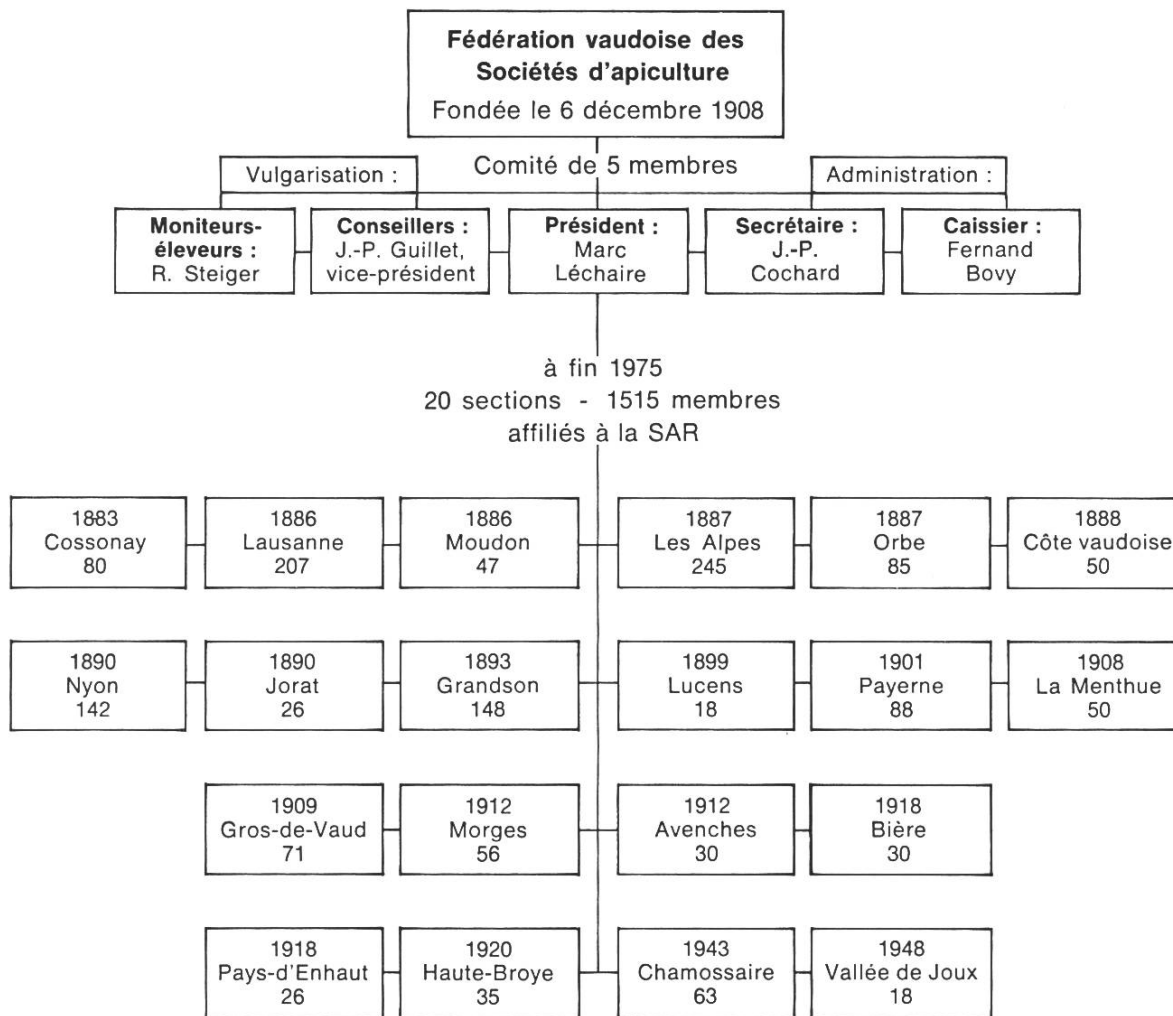 Fédération vaudoise des
Sociétés d'apiculture
Fondée le 6 décembre 1908
Comité de 5 membres
Vulgarisation :
Administration :
Moniteurs-
éleveurs :
R. Steiger
Conseillers :
J.-P. Guillet,
vice-président
Président :
Marc
Léchaire
Secrétaire :
J.-P.
Cochard
Caissier :
Fernand
Bovy
à fin 1975
20 sections - 1515 membres
affiliés à la SAR
1883
Cossonay
80
1886
Lausanne
207
1886
Moudon
47
1887
Les Alpes
245
1887
Orbe
85
1888
Côte vaudoise
50
1890
Nyon
142
1890
Jorat
26
1893
Grandson
148
1899
Lucens
18
1901
Payerne
88
1908
La Menthue
50
1909
Gros-de-Vaud
71
1912
Morges
56
1912
Avenches
30
1918
Bière
30
1918
Pays-d'Enhaut
26
1920
Haute-Broye
35
1943
Chamossaire
63
1948
Vallée de Joux
18